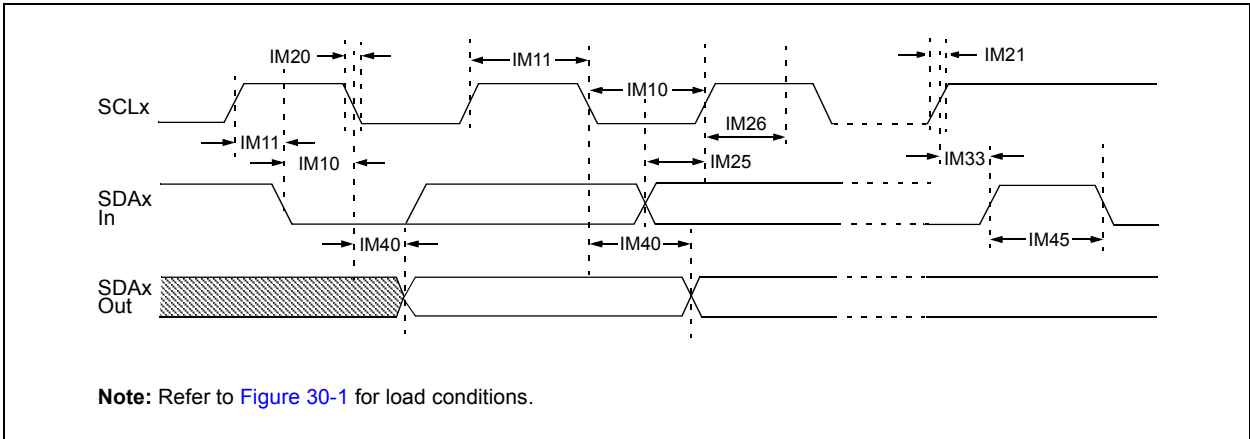 IM20
IM11
IM21
SCLx
IM10
IM11
IM26
IM10
IM25
IM33
SDAx
In
IM40
IM40
IM45
SDAx
Out
Note: Refer to Figure 30-1 for load conditions.